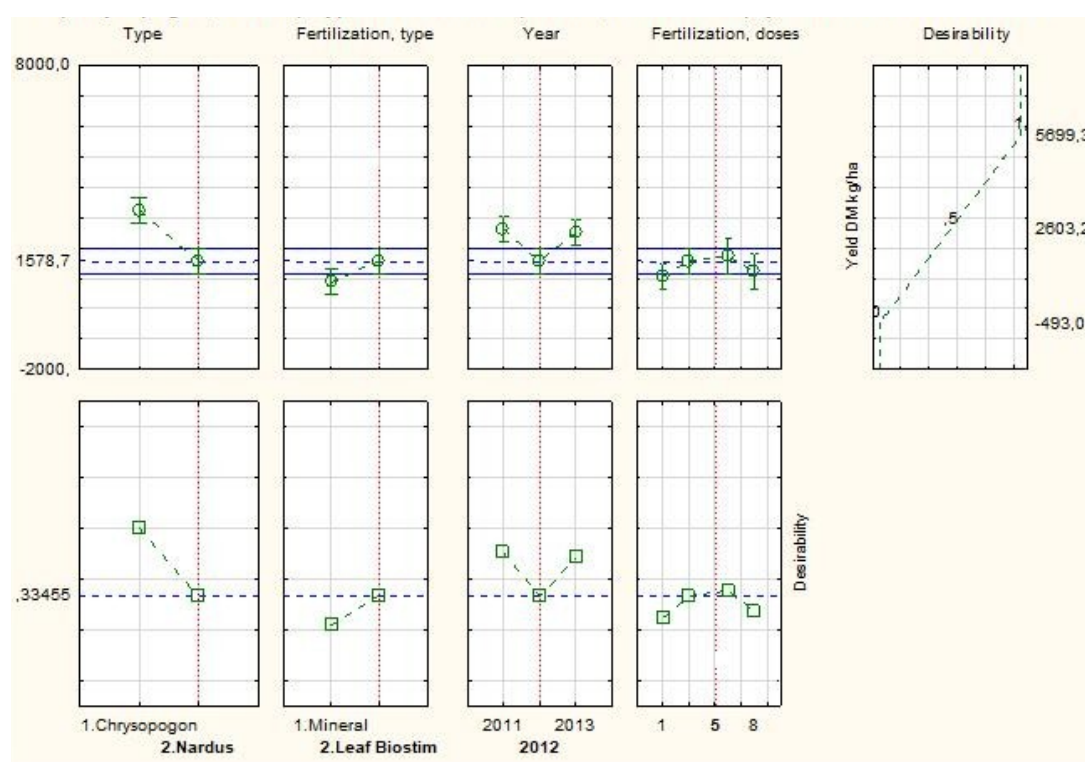 Type Fertilization, type Year Fertilization, doses Desirability
8000,0
1578,7
-2000,
1,
,5
0,
5699,3
2603,2
-493,0
Yield DM kg/ha
,33455
Desirability
1.Chrysopogon 1.Mineral 2011 2013 1 5 8
2.Nardus 2.Leaf Biostim 2012